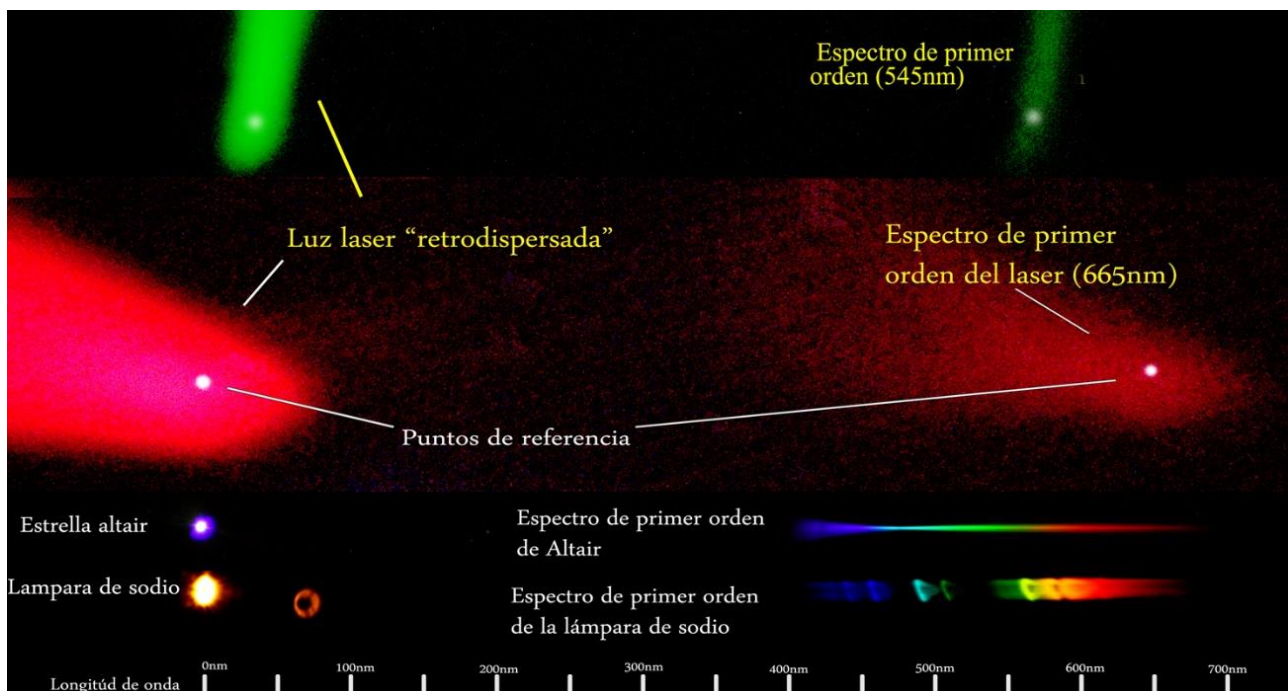 Espectro de primer
orden (545nm)
Luz laser “retrodispersada”
Espectro de primer
orden del laser (665nm)
Puntos de referencia
Estrella altair
Espectro de primer orden
de Altair
Lampara de sodio
Espectro de primer orden
de la lámpara de sodio
0nm 100nm 200nm 300nm 400nm 500nm 600nm 700nm
Longitúd de onda